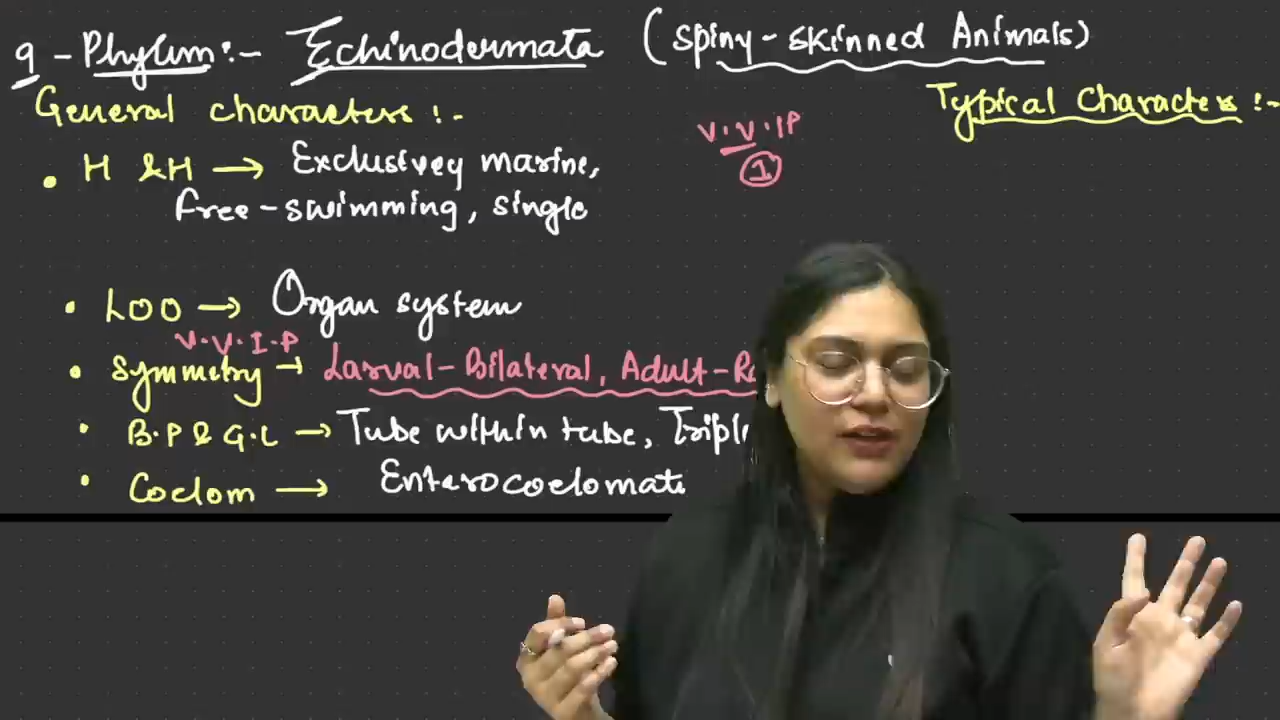 9 - Phylum:- Echinodermata (Spiny-skinned Animals)
General characters :-
Typical Characters :-
V.V.IP
1
• H & H → Exclusivey marine,
free-swimming, single
• LOO → Organ system
V.V.I.P
• Symmetry → Larval-Bilateral, Adult-
• B.P & G.L → Tube within tube,
• Coelom → Enterocoelomate